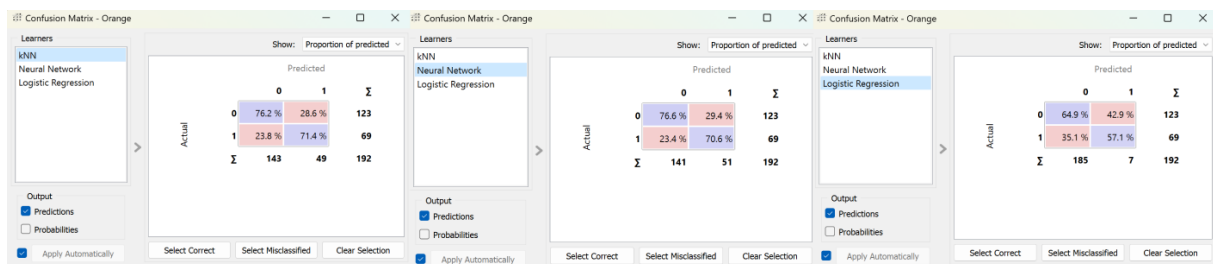 Confusion Matrix - Orange
Learners
kNN
Neural Network
Logistic Regression
Output
Predictions
Probabilities
Apply Automatically
Show: Proportion of predicted
Predicted
0 1 Σ
Actual
0 76.2 % 28.6 % 123
1 23.8 % 71.4 % 69
Σ 143 49 192
Select Correct Select Misclassified Clear Selection
Confusion Matrix - Orange
Learners
kNN
Neural Network
Logistic Regression
Output
Predictions
Probabilities
Apply Automatically
Show: Proportion of predicted
Predicted
0 1 Σ
Actual
0 76.6 % 29.4 % 123
1 23.4 % 70.6 % 69
Σ 141 51 192
Select Correct Select Misclassified Clear Selection
Confusion Matrix - Orange
Learners
kNN
Neural Network
Logistic Regression
Output
Predictions
Probabilities
Apply Automatically
Show: Proportion of predicted
Predicted
0 1 Σ
Actual
0 64.9 % 42.9 % 123
1 35.1 % 57.1 % 69
Σ 185 7 192
Select Correct Select Misclassified Clear Selection